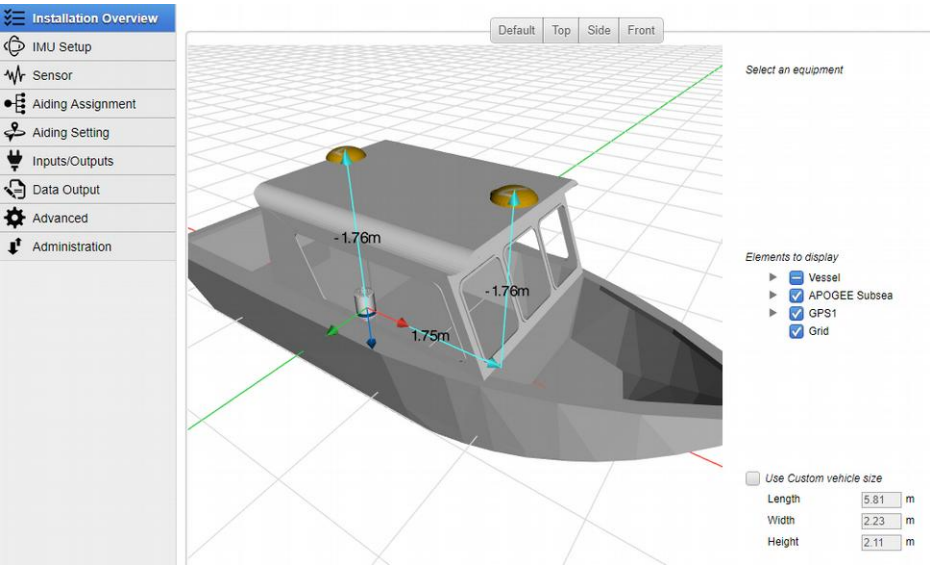 Installation Overview
IMU Setup
Sensor
Aiding Assignment
Aiding Setting
Inputs/Outputs
Data Output
Advanced
Administration
Default Top Side Front
-1.76m
-1.76m
1.75m
Select an equipment
Elements to display
Vessel
APOGEE Subsea
GPS1
Grid
Use Custom vehicle size
Length 5.81 m
Width 2.23 m
Height 2.11 m